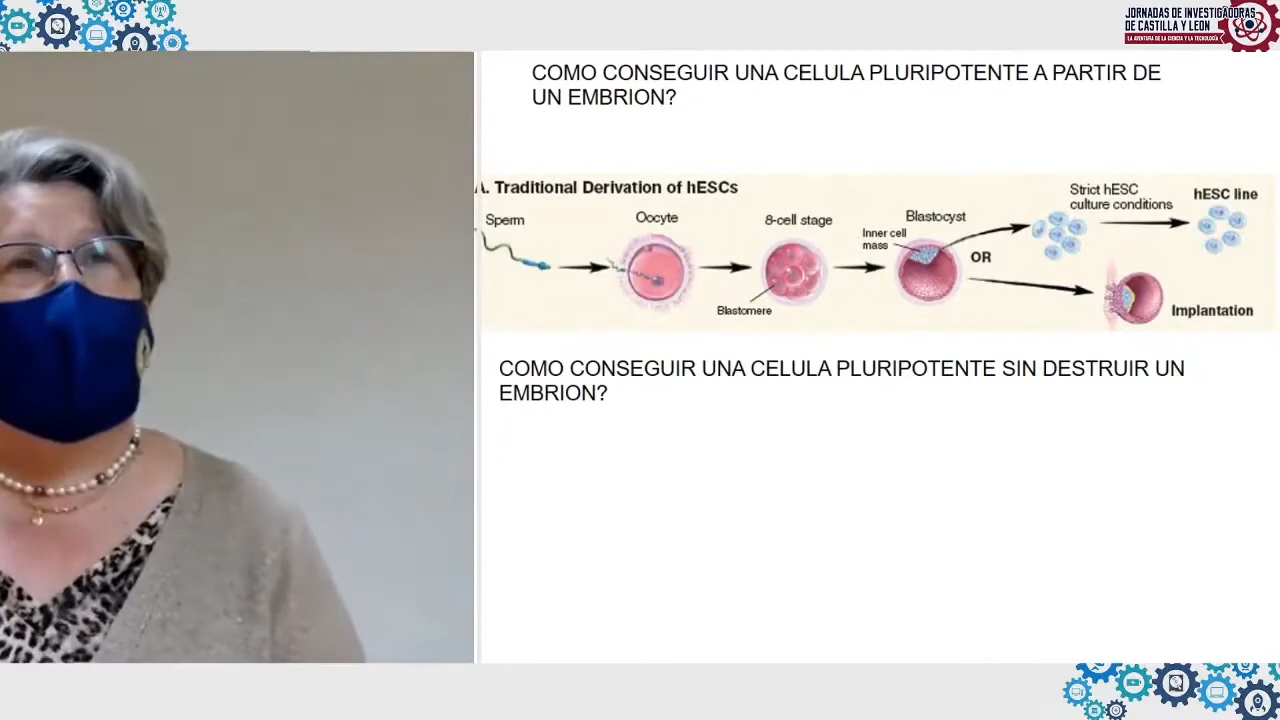 JORNADAS DE INVESTIGADORAS
DE CASTILLA Y LEON
LA AVENTURA DE LA CIENCIA Y LA TECNOLOGÍA
COMO CONSEGUIR UNA CELULA PLURIPOTENTE A PARTIR DE
UN EMBRION?
A. Traditional Derivation of hESCs
Sperm
Oocyte
8-cell stage
Blastomere
Blastocyst
Inner cell
mass
OR
Strict hESC
culture conditions
hESC line
Implantation
COMO CONSEGUIR UNA CELULA PLURIPOTENTE SIN DESTRUIR UN
EMBRION?